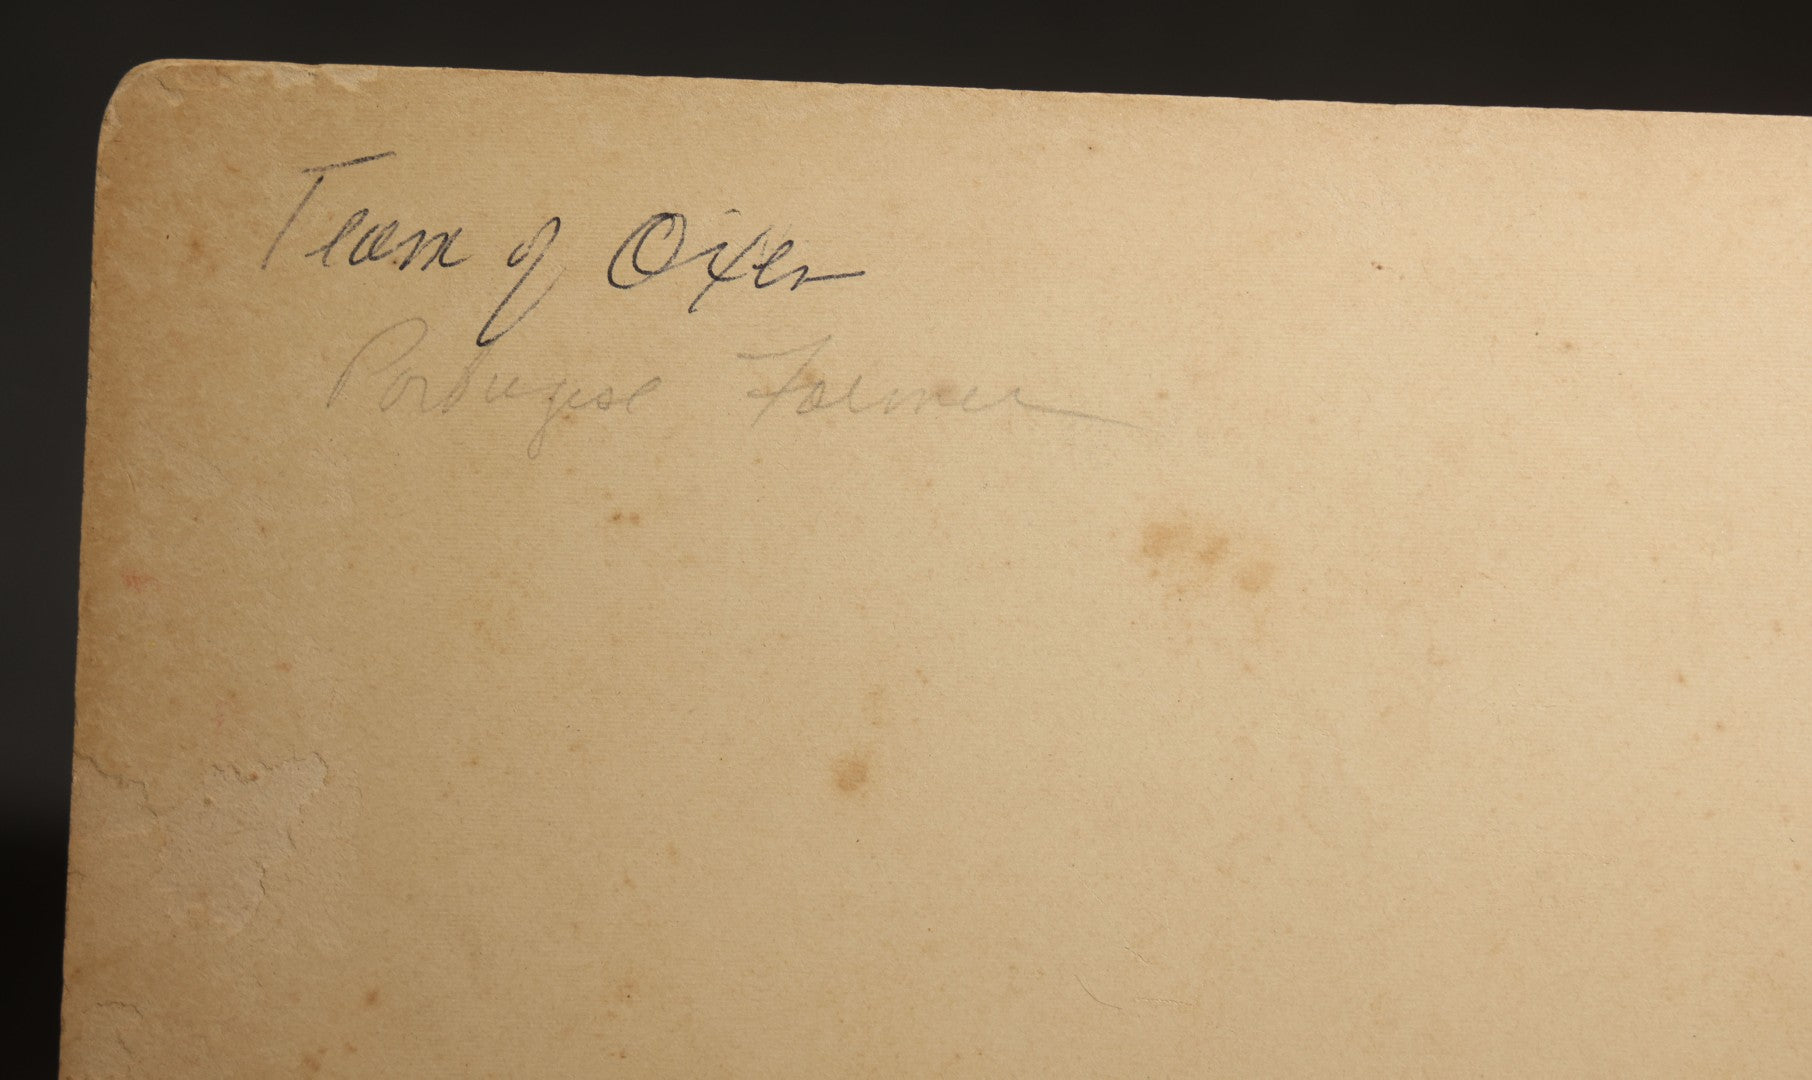 Team of Oxen
Portugese Farmer